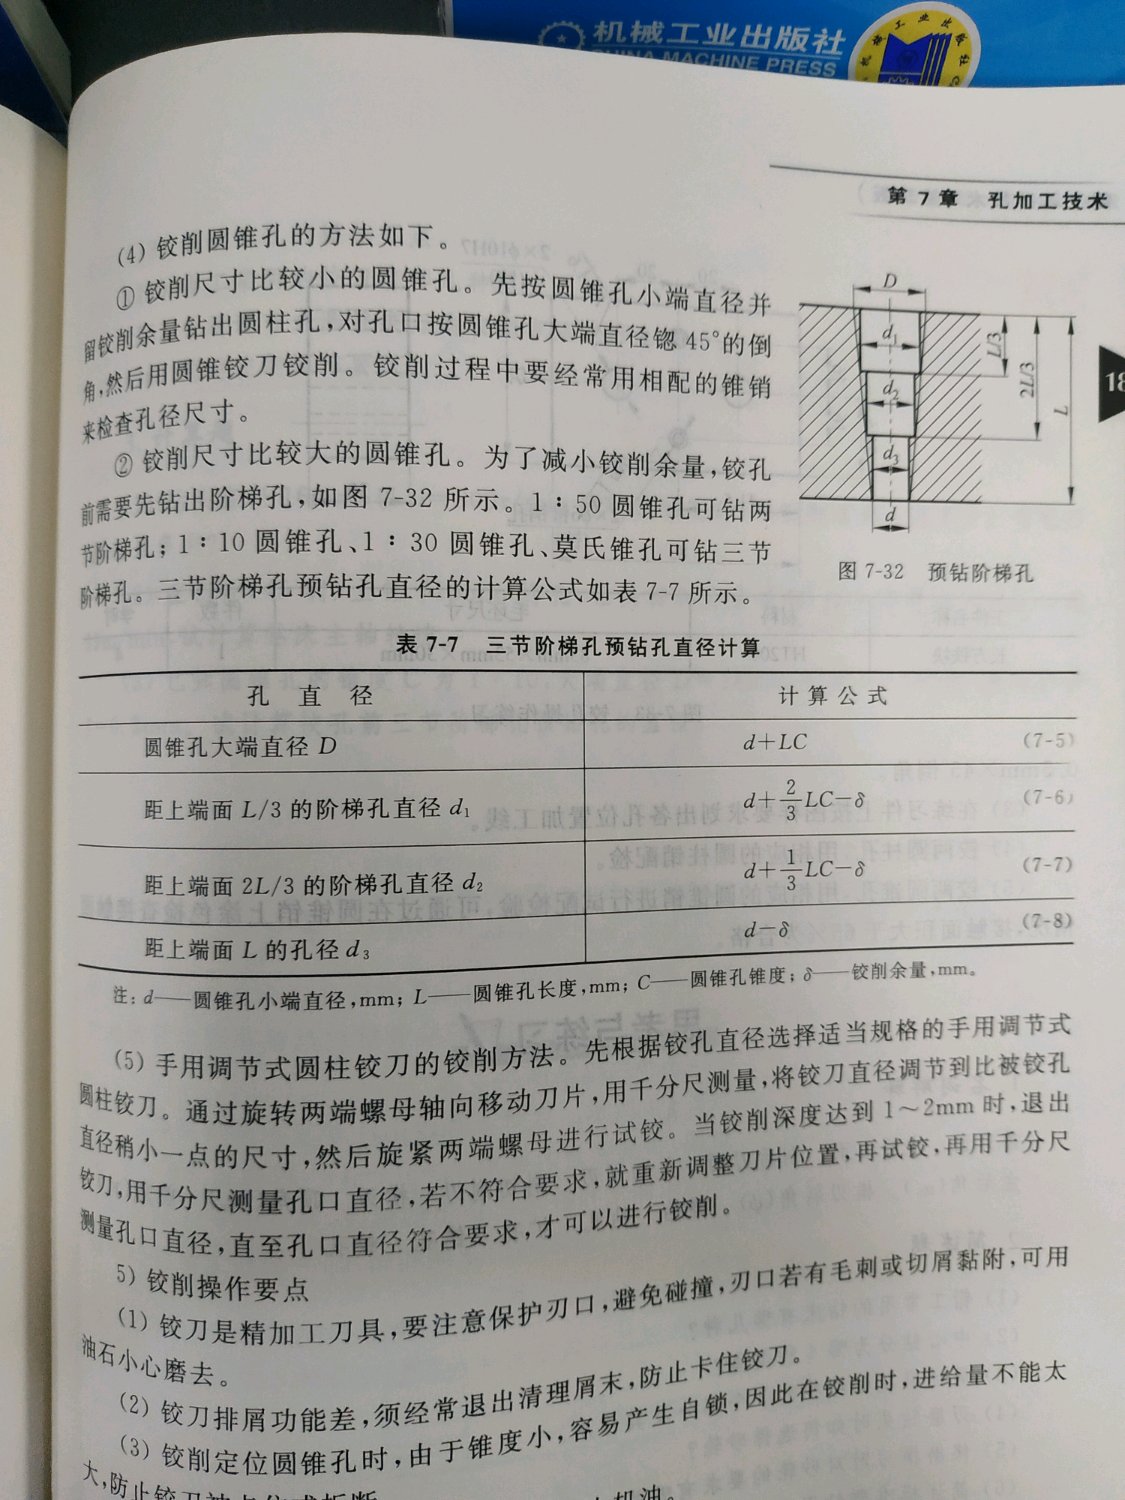 机械工业出版社
CHINA MACHINE PRESS
第 7 章 孔加工技术
(4) 铰削圆锥孔的方法如下。
① 铰削尺寸比较小的圆锥孔。先按圆锥孔小端直径并
留铰削余量钻出圆柱孔,对孔口按圆锥孔大端直径锪 45°的倒
角,然后用圆锥铰刀铰削。铰削过程中要经常用相配的锥销
来检查孔径尺寸。
② 铰削尺寸比较大的圆锥孔。为了减小铰削余量,铰孔
前需要先钻出阶梯孔,如图 7-32 所示。1∶50 圆锥孔可钻两
节阶梯孔;1∶10 圆锥孔、1∶30 圆锥孔、莫氏锥孔可钻三节
阶梯孔。三节阶梯孔预钻孔直径的计算公式如表 7-7 所示。
D
d₁
d₂
d₃
d
L/3
2L/3
L
18
图 7-32 预钻阶梯孔
表 7-7 三节阶梯孔预钻孔直径计算
孔 直 径 计 算 公 式
圆锥孔大端直径 D d+LC (7-5)
距上端面 L/3 的阶梯孔直径 d₁ d+2/3LC−δ (7-6)
距上端面 2L/3 的阶梯孔直径 d₂ d+1/3LC−δ (7-7)
距上端面 L 的孔径 d₃ d−δ (7-8)
注: d——圆锥孔小端直径,mm; L——圆锥孔长度,mm; C——圆锥孔锥度; δ——铰削余量,mm。
(5) 手用调节式圆柱铰刀的铰削方法。先根据铰孔直径选择适当规格的手用调节式
圆柱铰刀。通过旋转两端螺母轴向移动刀片,用千分尺测量,将铰刀直径调节到比被铰孔
直径稍小一点的尺寸,然后旋紧两端螺母进行试铰。当铰削深度达到 1～2mm 时,退出
铰刀,用千分尺测量孔口直径,若不符合要求,就重新调整刀片位置,再试铰,再用千分尺
测量孔口直径,直至孔口直径符合要求,才可以进行铰削。
5) 铰削操作要点
(1) 铰刀是精加工刀具,要注意保护刃口,避免碰撞,刃口若有毛刺或切屑黏附,可用
油石小心磨去。
(2) 铰刀排屑功能差,须经常退出清理屑末,防止卡住铰刀。
(3) 铰削定位圆锥孔时,由于锥度小,容易产生自锁,因此在铰削时,进给量不能太
大,防止铰刀
机油。